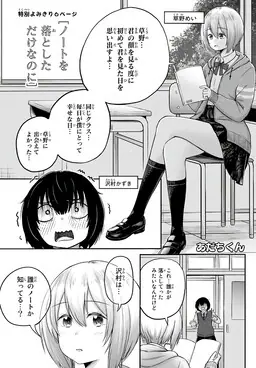 特別よみきり6ページ
［ノートを
落とした
だけなのに］
草野めい
草野…
君の顔を見る度に
初めて君を見た日を
思い出すよ…
同じクラス…
毎日が僕にとって
幸せな日…
草野に
出会えて
よかった…
沢村かずき
あだちくん
これ…誰かが
落としてった
みたいなんだけど
沢村…
誰のノートか
知ってる…?